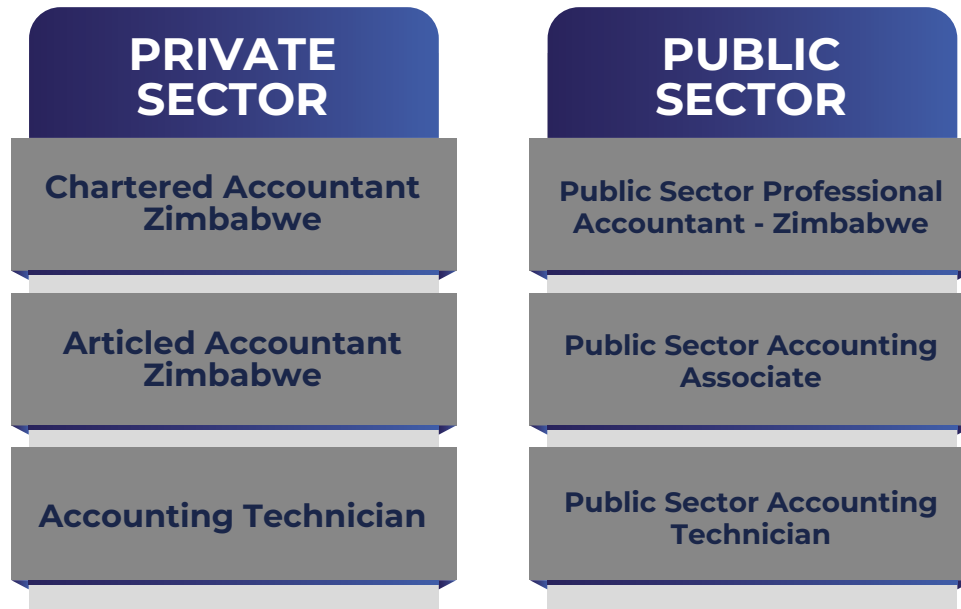 PRIVATE
SECTOR
Chartered Accountant
Zimbabwe
Articled Accountant
Zimbabwe
Accounting Technician
PUBLIC
SECTOR
Public Sector Professional
Accountant - Zimbabwe
Public Sector Accounting
Associate
Public Sector Accounting
Technician